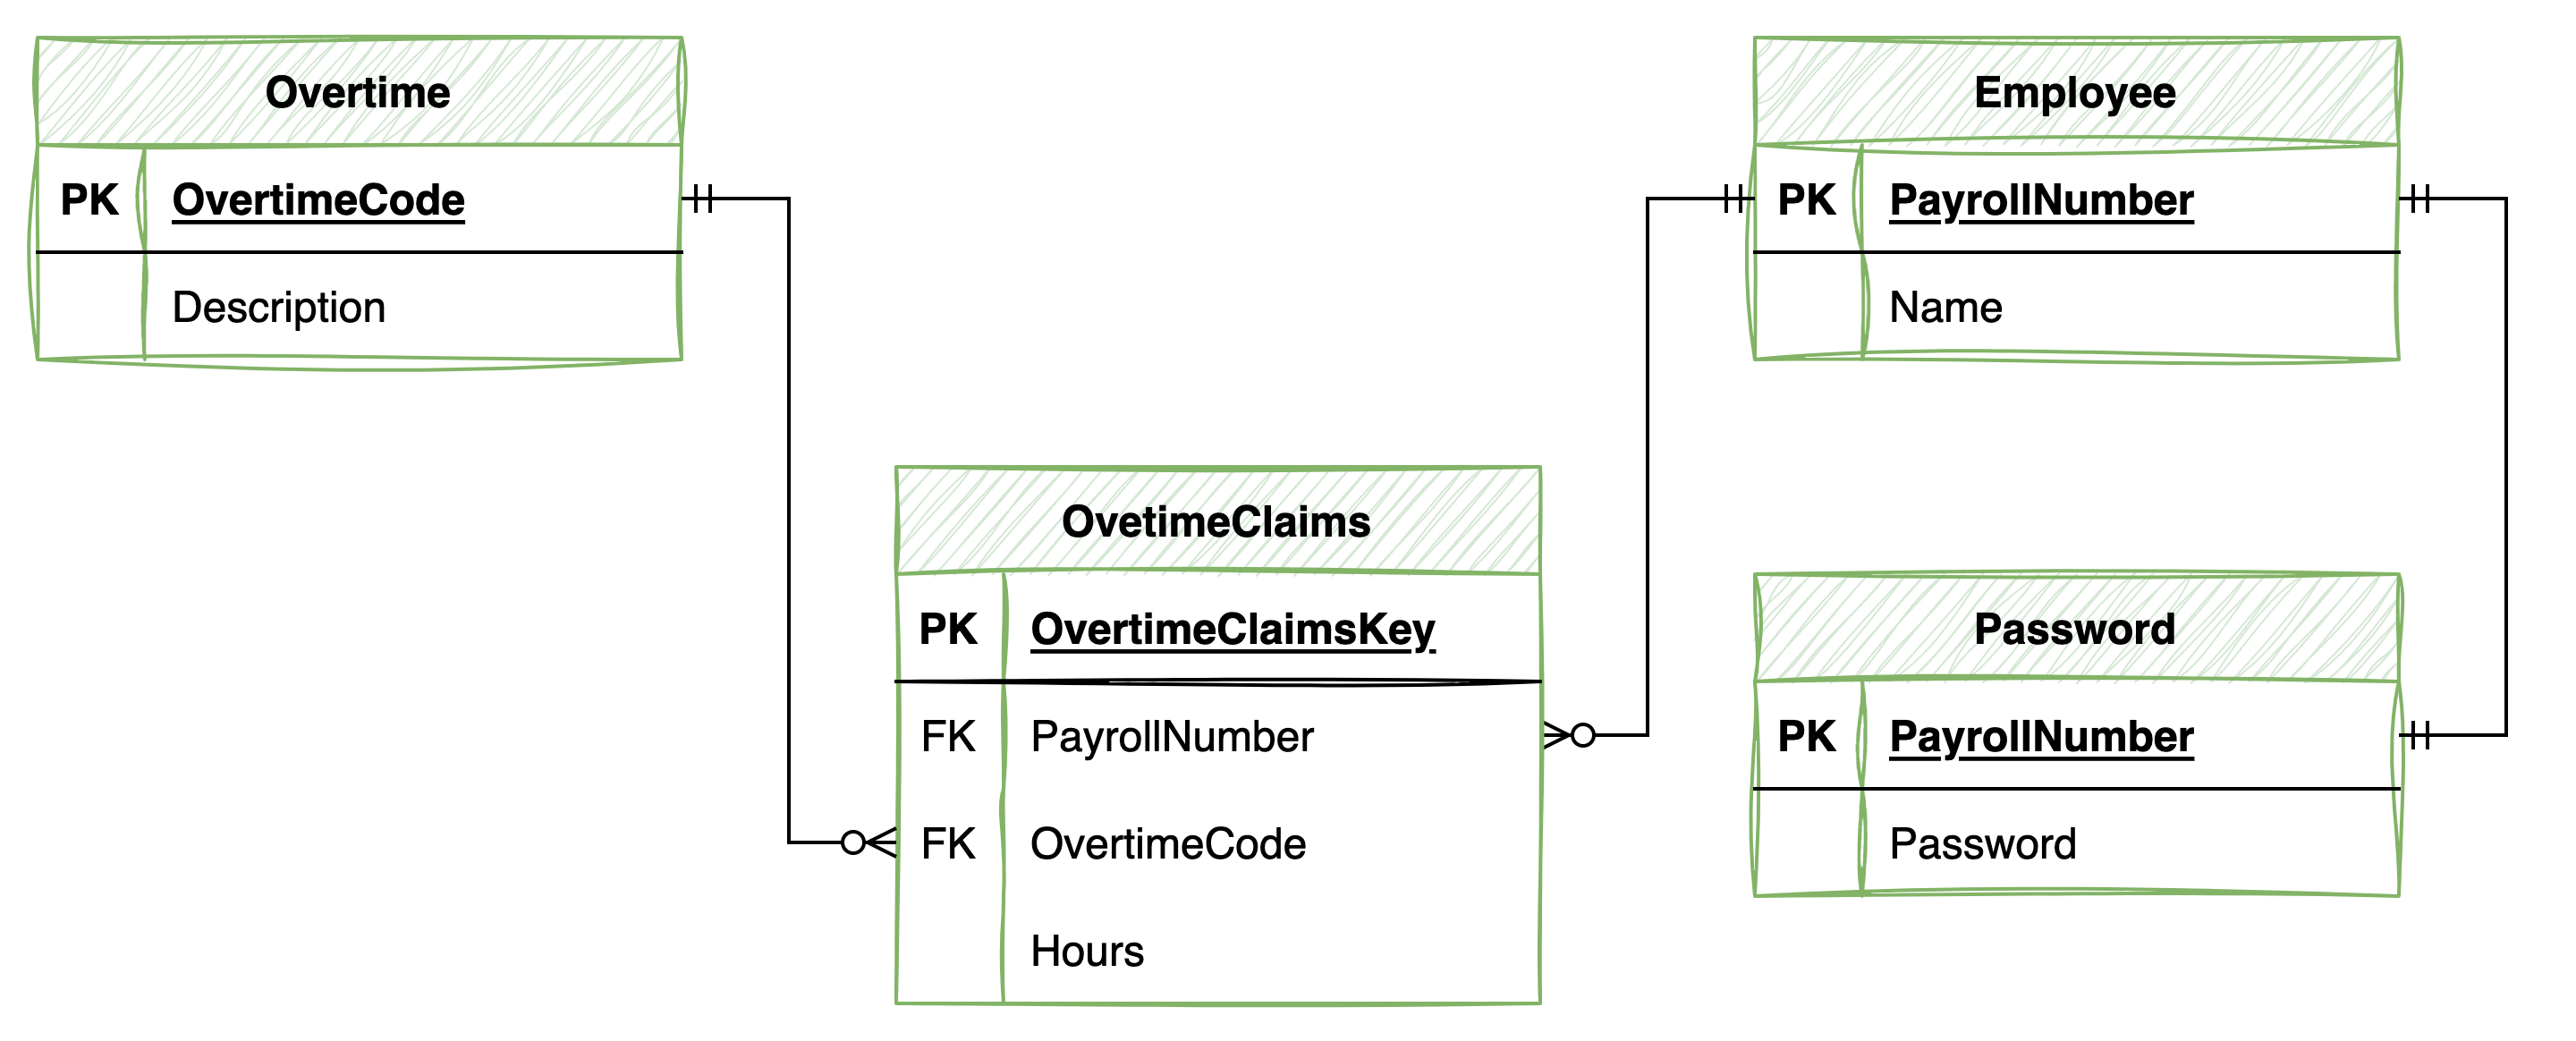 Overtime
PK OvertimeCode
Description
Employee
PK PayrollNumber
Name
OvetimeClaims
PK OvertimeClaimsKey
FK PayrollNumber
FK OvertimeCode
Hours
Password
PK PayrollNumber
Password